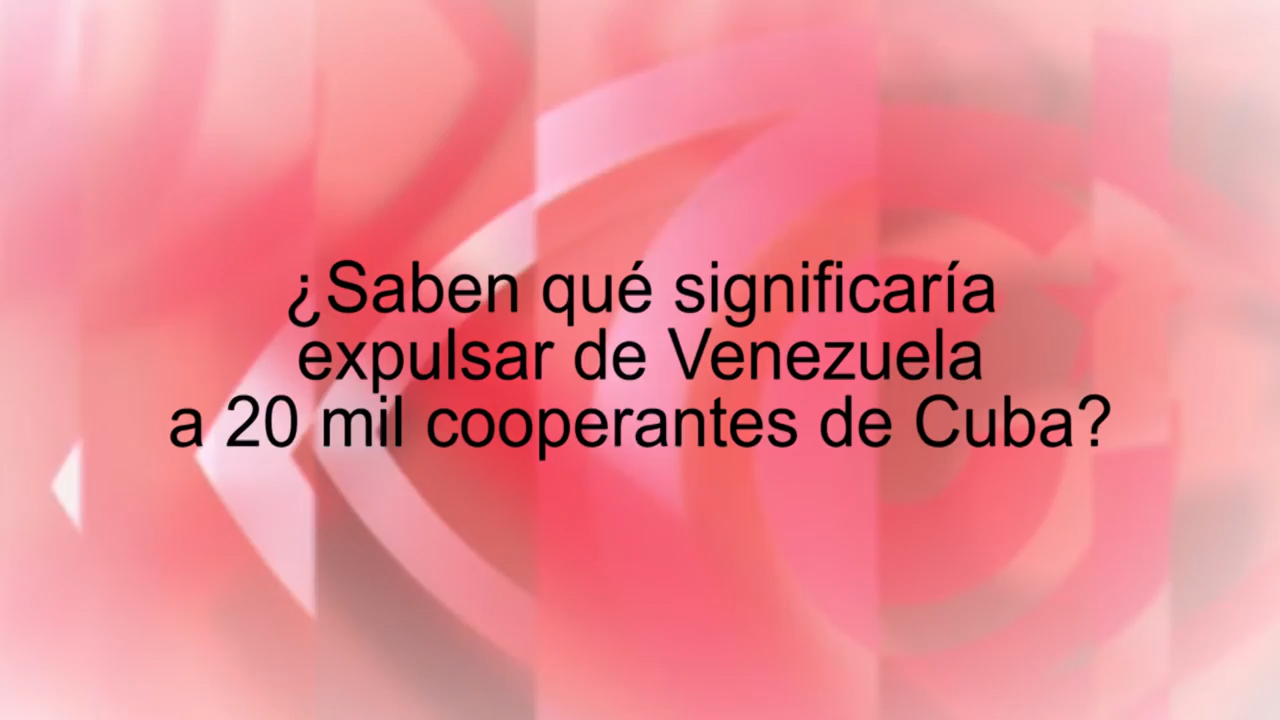 ¿Saben qué significaría
expulsar de Venezuela
a 20 mil cooperantes de Cuba?